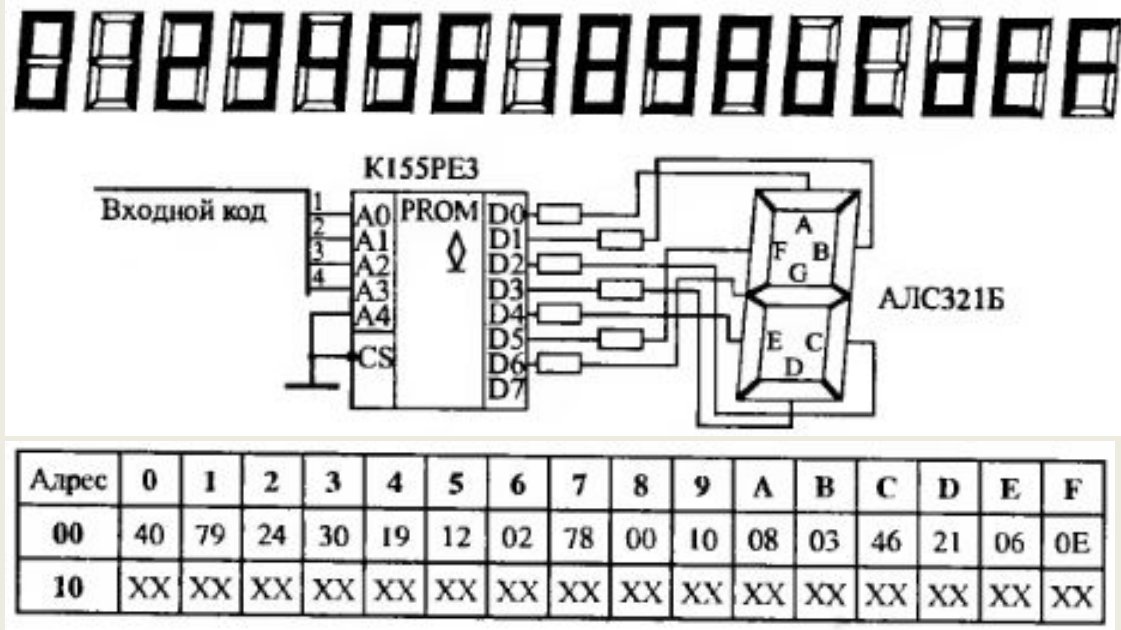 К155РЕ3
Входной код
1
2
3
4
A0
A1
A2
A3
A4
CS
PROM
D0
D1
D2
D3
D4
D5
D6
D7
A
F B
G
E C
D
АЛС321Б
Адрес 0 1 2 3 4 5 6 7 8 9 A B C D E F
00 40 79 24 30 19 12 02 78 00 10 08 03 46 21 06 0E
10 XX XX XX XX XX XX XX XX XX XX XX XX XX XX XX XX